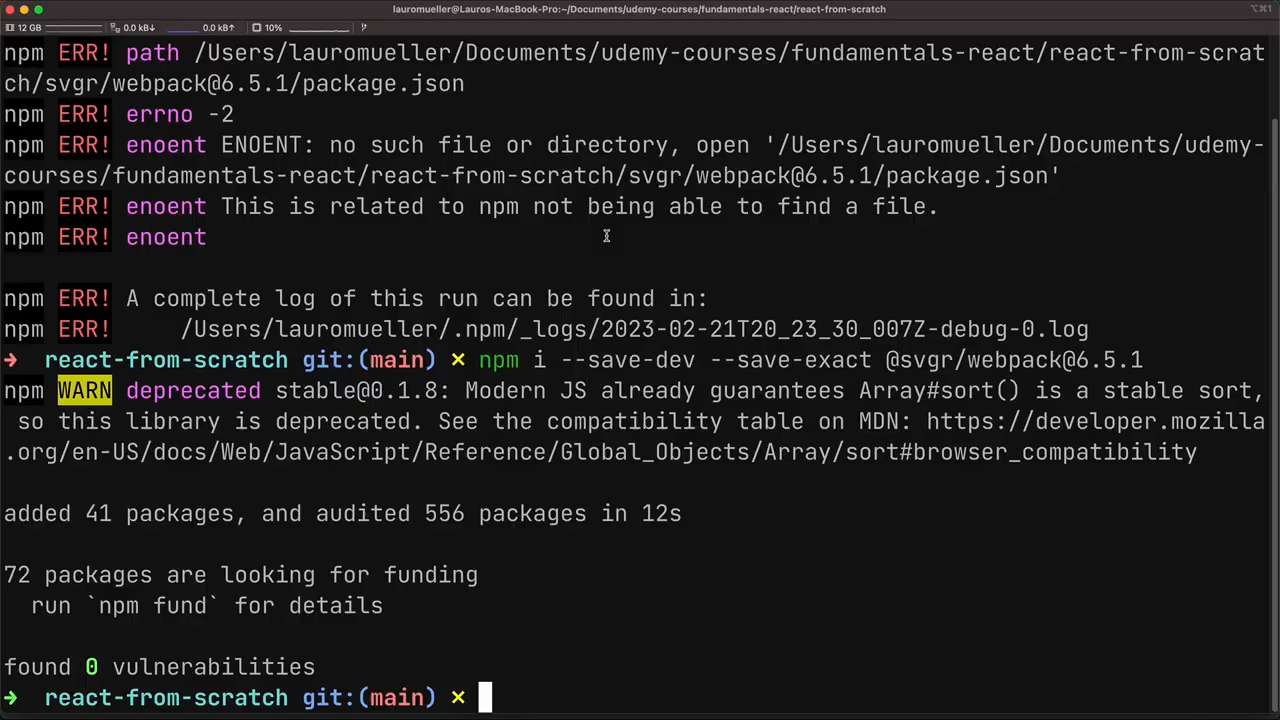 lauromueller@Lauros-MacBook-Pro:~/Documents/udemy-courses/fundamentals-react/react-from-scratch
⌥⌘1
12 GB 0.0 kB↓ 0.0 kB↑ 10%
npm ERR! path /Users/lauromueller/Documents/udemy-courses/fundamentals-react/react-from-scrat
ch/svgr/webpack@6.5.1/package.json
npm ERR! errno -2
npm ERR! enoent ENOENT: no such file or directory, open '/Users/lauromueller/Documents/udemy-
courses/fundamentals-react/react-from-scratch/svgr/webpack@6.5.1/package.json'
npm ERR! enoent This is related to npm not being able to find a file.
npm ERR! enoent
npm ERR! A complete log of this run can be found in:
npm ERR!     /Users/lauromueller/.npm/_logs/2023-02-21T20_23_30_007Z-debug-0.log
→  react-from-scratch git:(main) × npm i --save-dev --save-exact @svgr/webpack@6.5.1
npm WARN deprecated stable@0.1.8: Modern JS already guarantees Array#sort() is a stable sort,
 so this library is deprecated. See the compatibility table on MDN: https://developer.mozilla
.org/en-US/docs/Web/JavaScript/Reference/Global_Objects/Array/sort#browser_compatibility
added 41 packages, and audited 556 packages in 12s
72 packages are looking for funding
  run `npm fund` for details
found 0 vulnerabilities
→  react-from-scratch git:(main) ×